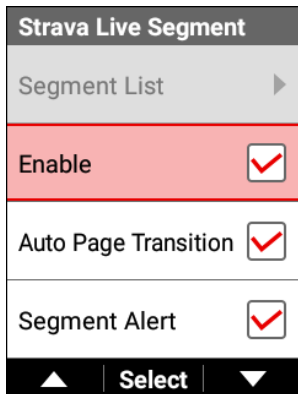 Strava Live Segment
Segment List
Enable
Auto Page Transition
Segment Alert
Select